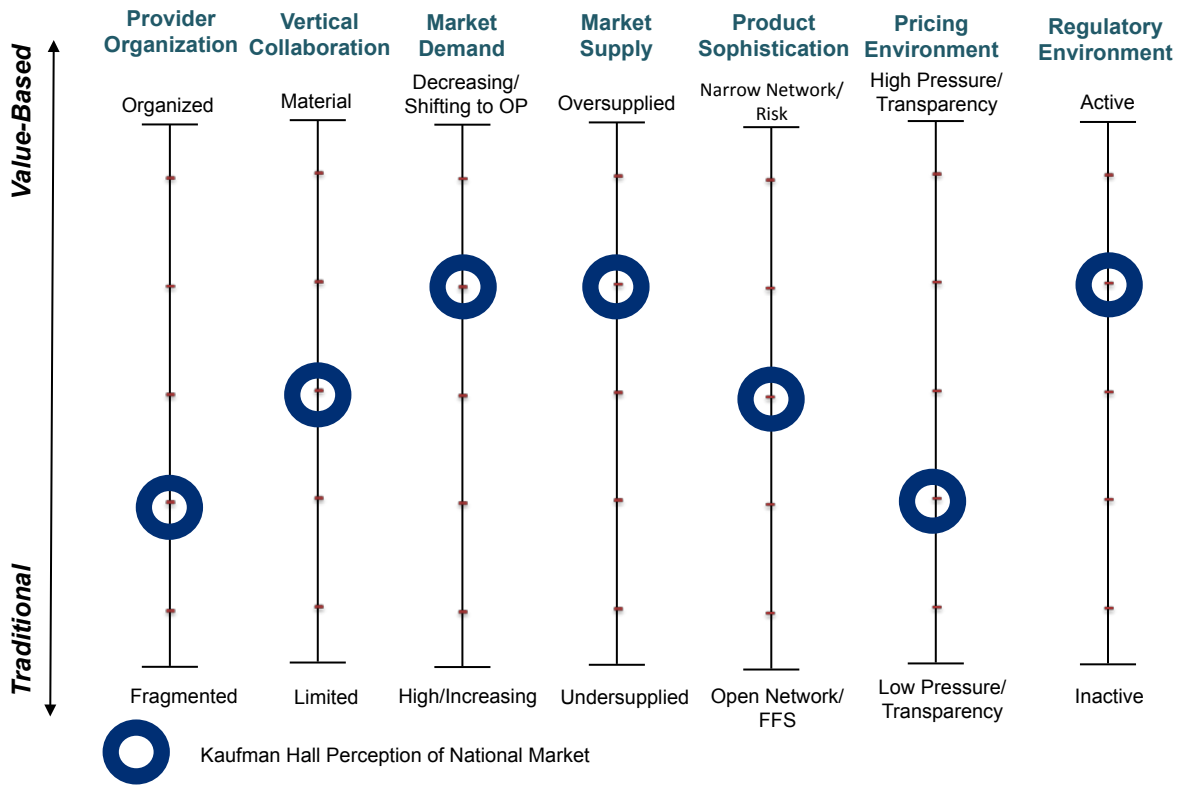 Provider
Organization
Vertical
Collaboration
Market
Demand
Market
Supply
Product
Sophistication
Pricing
Environment
Regulatory
Environment
Value-Based
Organized
Material
Decreasing/
Shifting to OP
Oversupplied
Narrow Network/
Risk
High Pressure/
Transparency
Active
Traditional
Fragmented
Limited
High/Increasing
Undersupplied
Open Network/
FFS
Low Pressure/
Transparency
Inactive
Kaufman Hall Perception of National Market